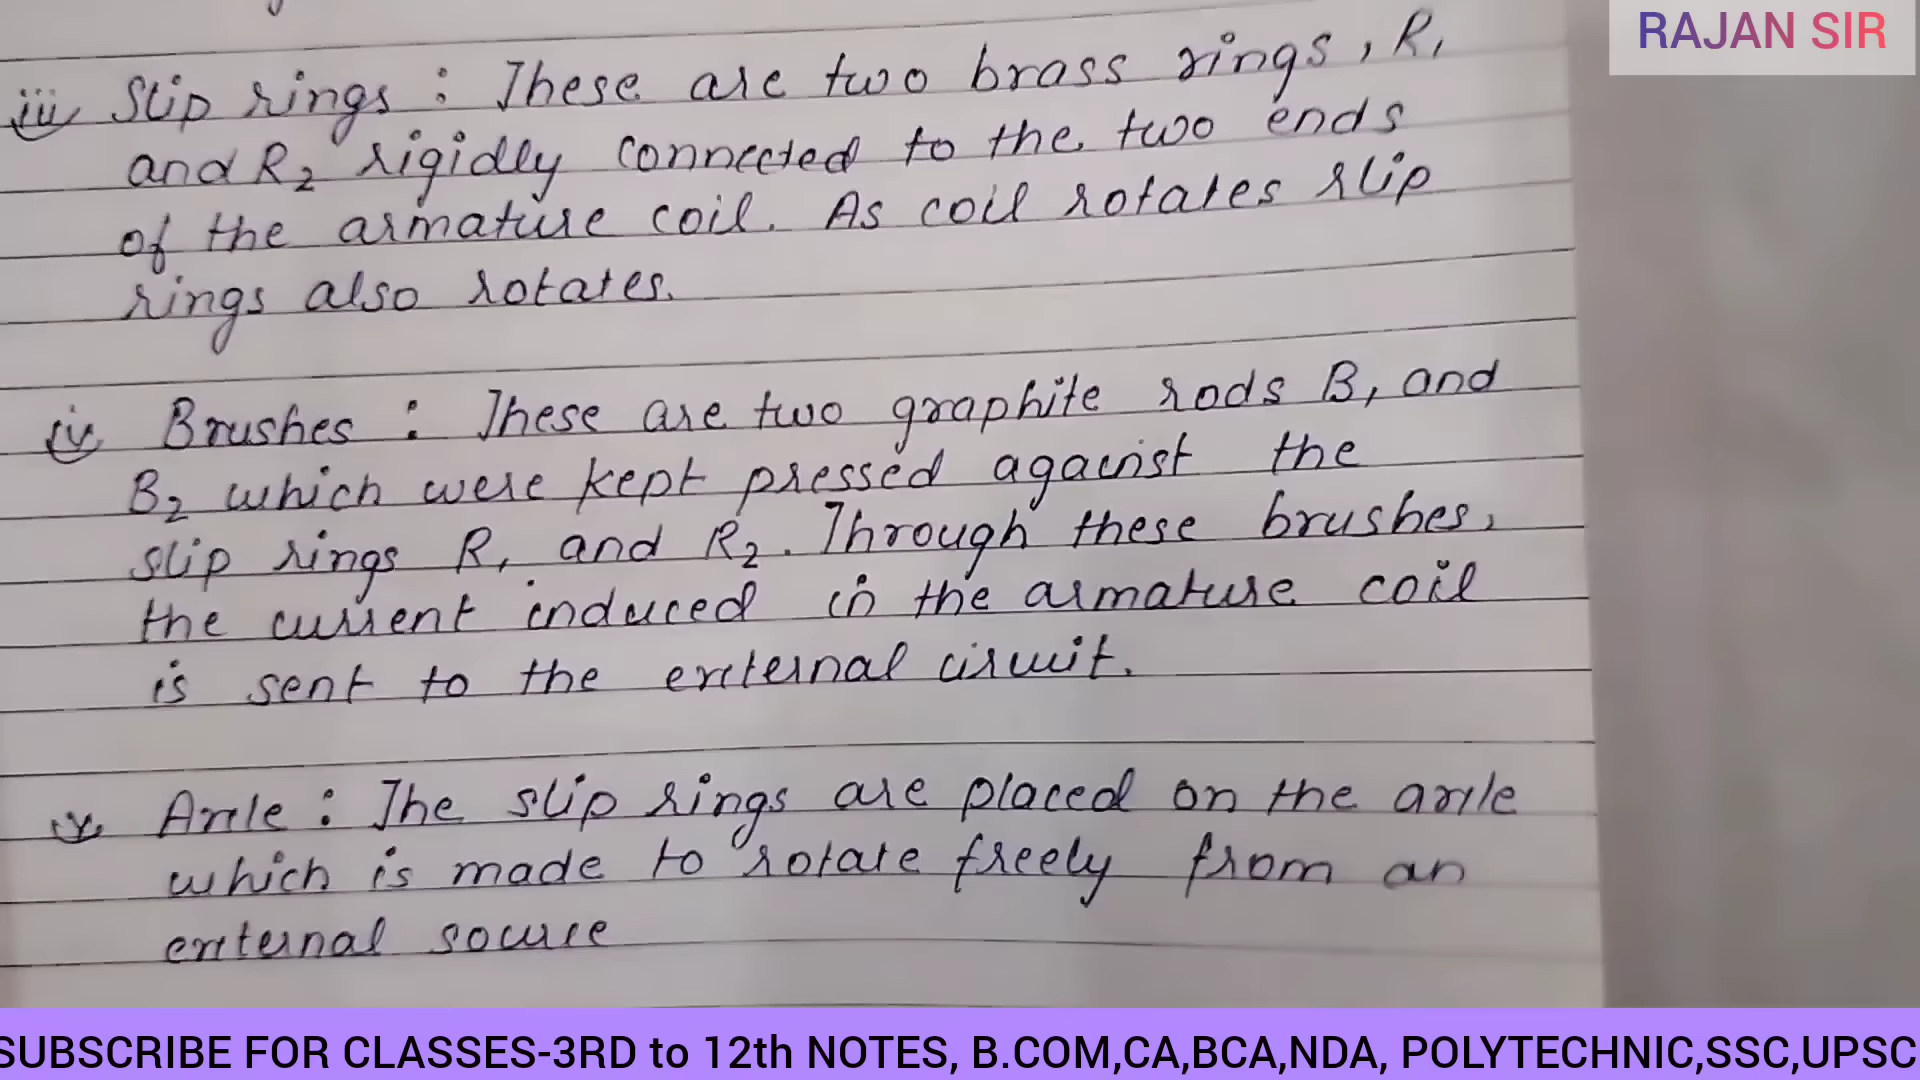 RAJAN SIR
iii) Slip rings : These are two brass rings, R1
and R2 rigidly connected to the two ends
of the armature coil. As coil rotates slip
rings also rotates.
iv) Brushes : These are two graphite rods B1 and
B2 which were kept pressed against the
slip rings R1 and R2. Through these brushes,
the current induced in the armature coil
is sent to the external circuit.
v) Axle : The slip rings are placed on the axle
which is made to rotate freely from an
external source
SUBSCRIBE FOR CLASSES-3RD to 12th NOTES, B.COM,CA,BCA,NDA, POLYTECHNIC,SSC,UPSC